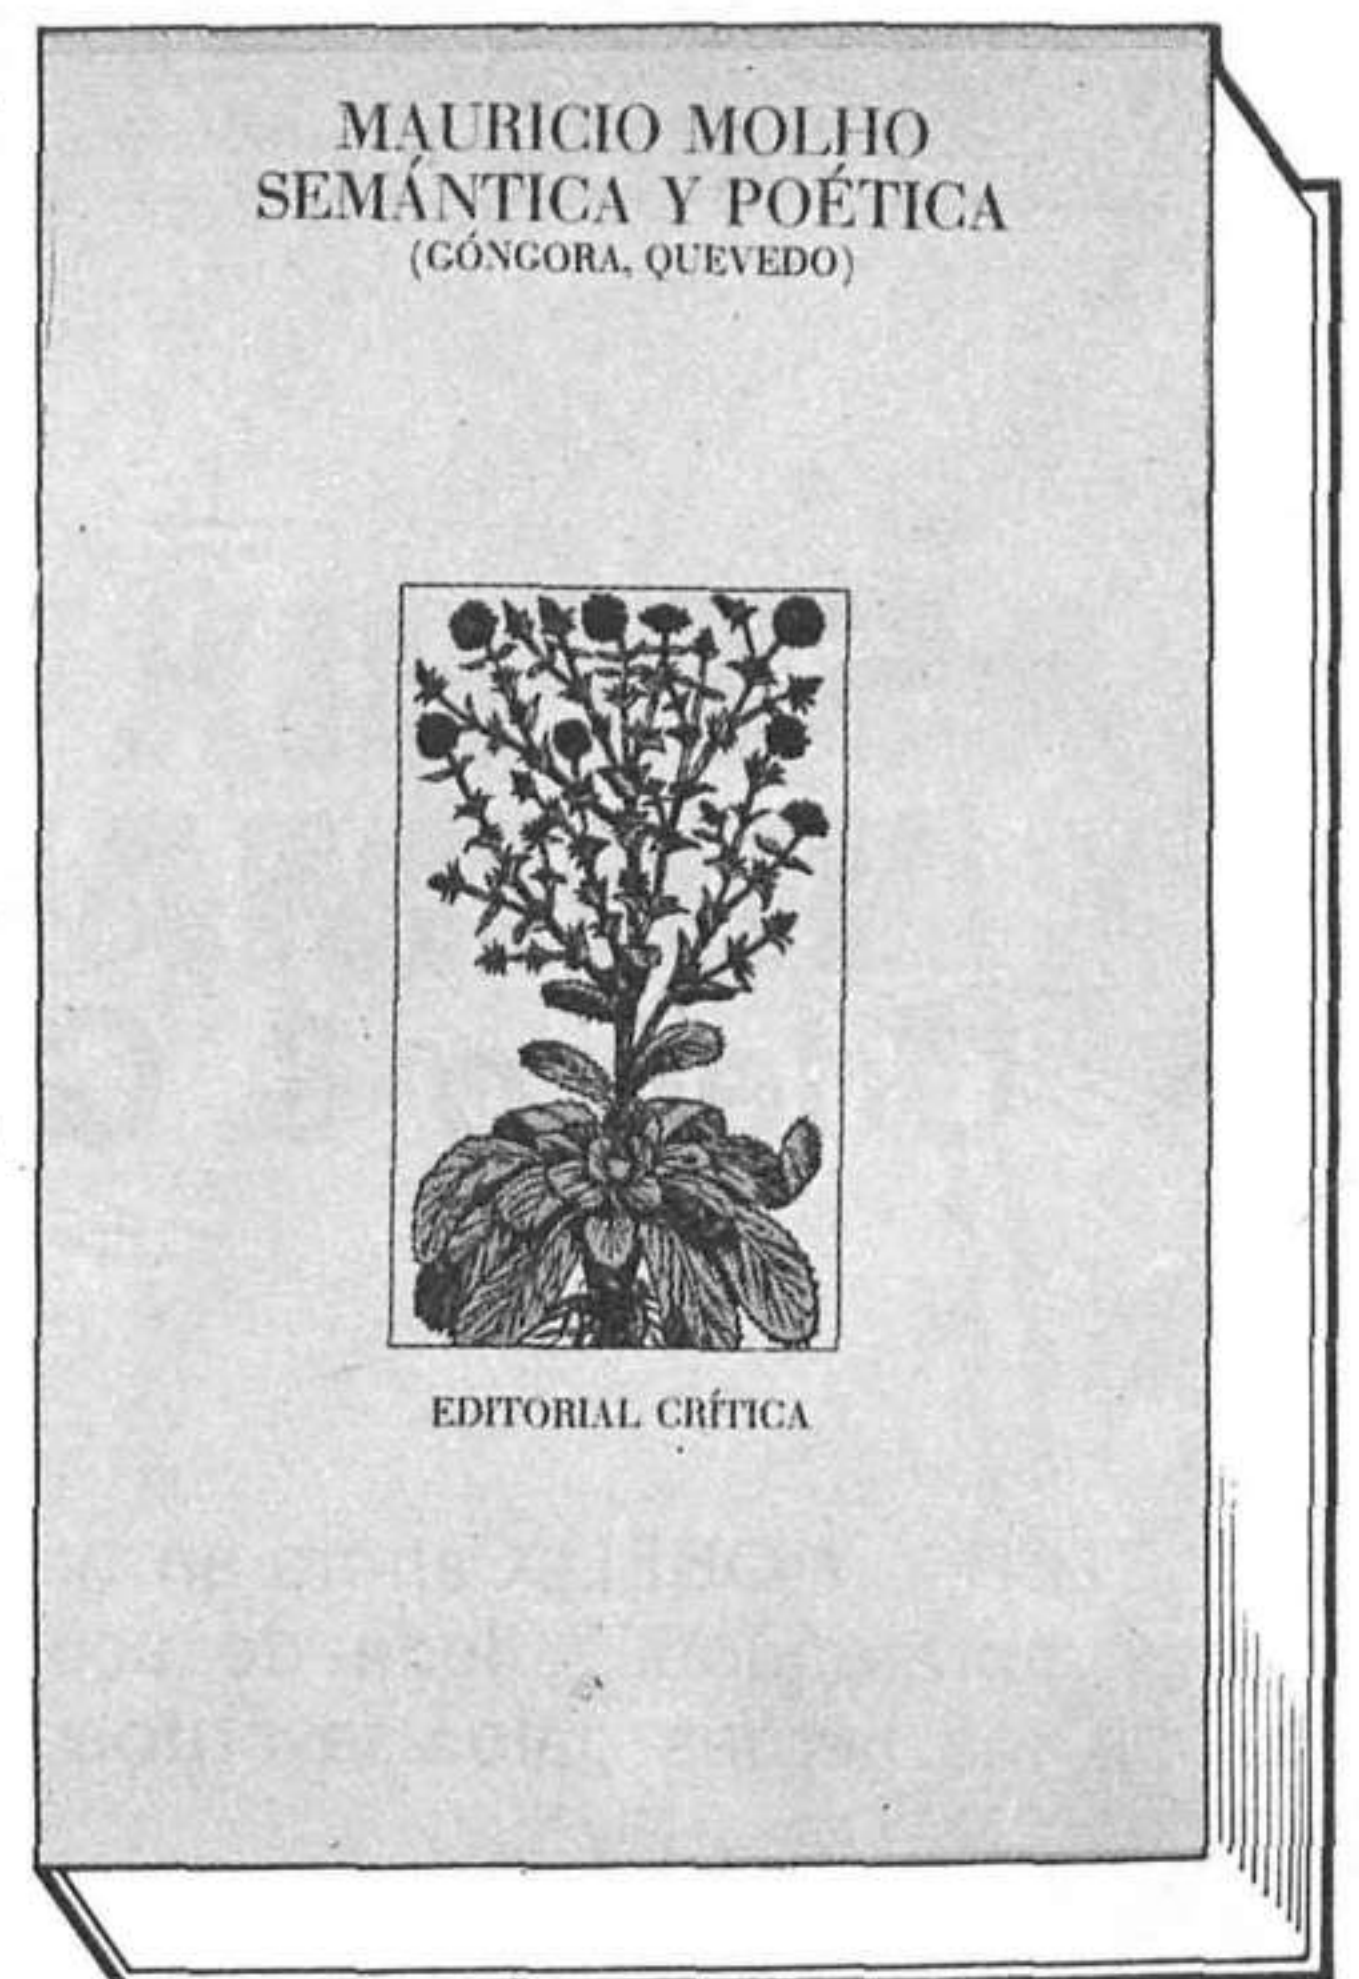 MAURICIO MOLHO
SEMÁNTICA Y POÉTICA
(GÓNGORA, QUEVEDO)
EDITORIAL CRÍTICA